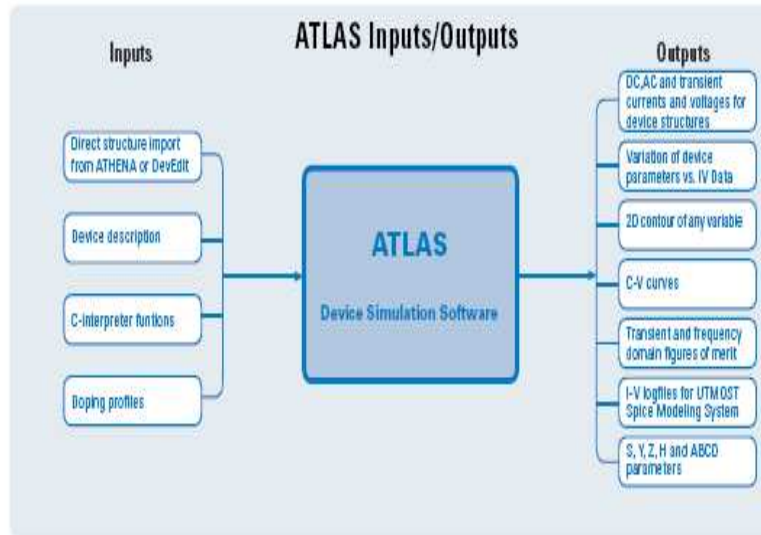 ATLAS Inputs/Outputs
Inputs
Direct structure import
from ATHENA or DevEdit
Device description
C-interpreter funtions
Doping profiles
ATLAS
Device Simulation Software
Outputs
DC,AC and transient
currents and voltages for
device structures
Variation of device
parameters vs. IV Data
2D contour of any variable
C-V curves
Transient and frequency
domain figures of merit
I-V logfiles for UTMOST
Spice Modeling System
S, Y, Z, H and ABCD
parameters